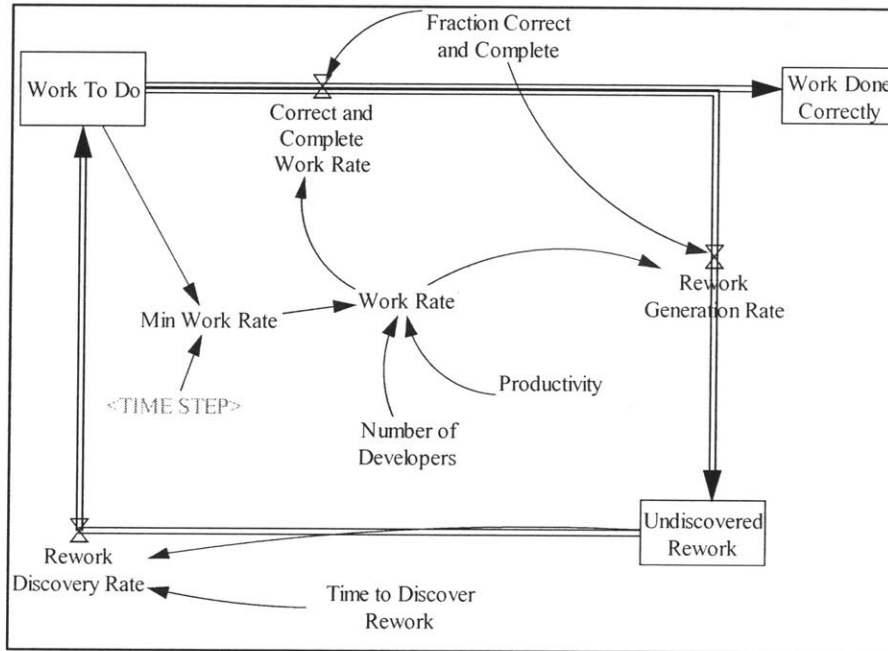 Fraction Correct
and Complete
Work To Do
Work Done
Correctly
Correct and
Complete
Work Rate
Rework
Generation Rate
Work Rate
Min Work Rate
Productivity
<TIME STEP>
Number of
Developers
Undiscovered
Rework
Rework
Discovery Rate
Time to Discover
Rework